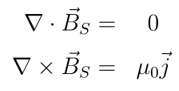 ∇ · B⃗_S = 0
∇ × B⃗_S = μ₀j⃗